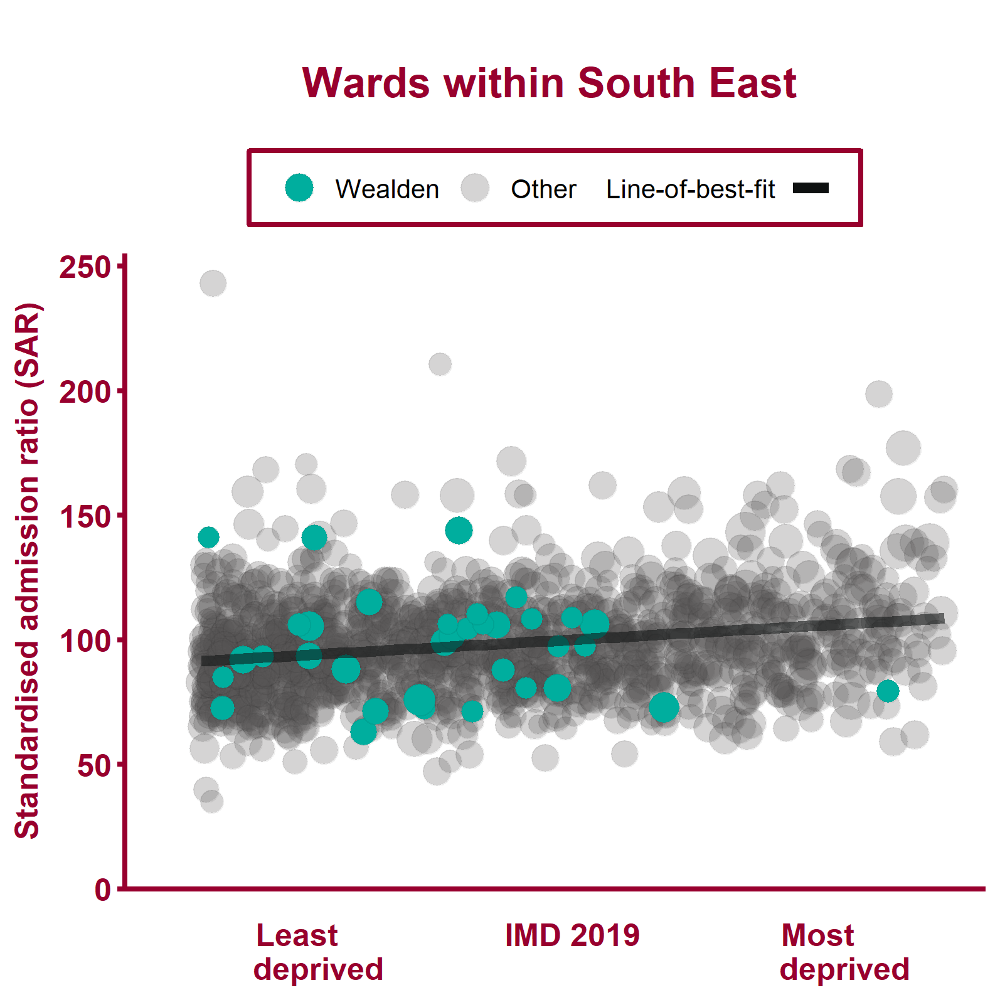 Wards within South East
Wealden Other Line-of-best-fit
Standardised admission ratio (SAR)
250
200
150
100
50
0
Least deprived
IMD 2019
Most deprived